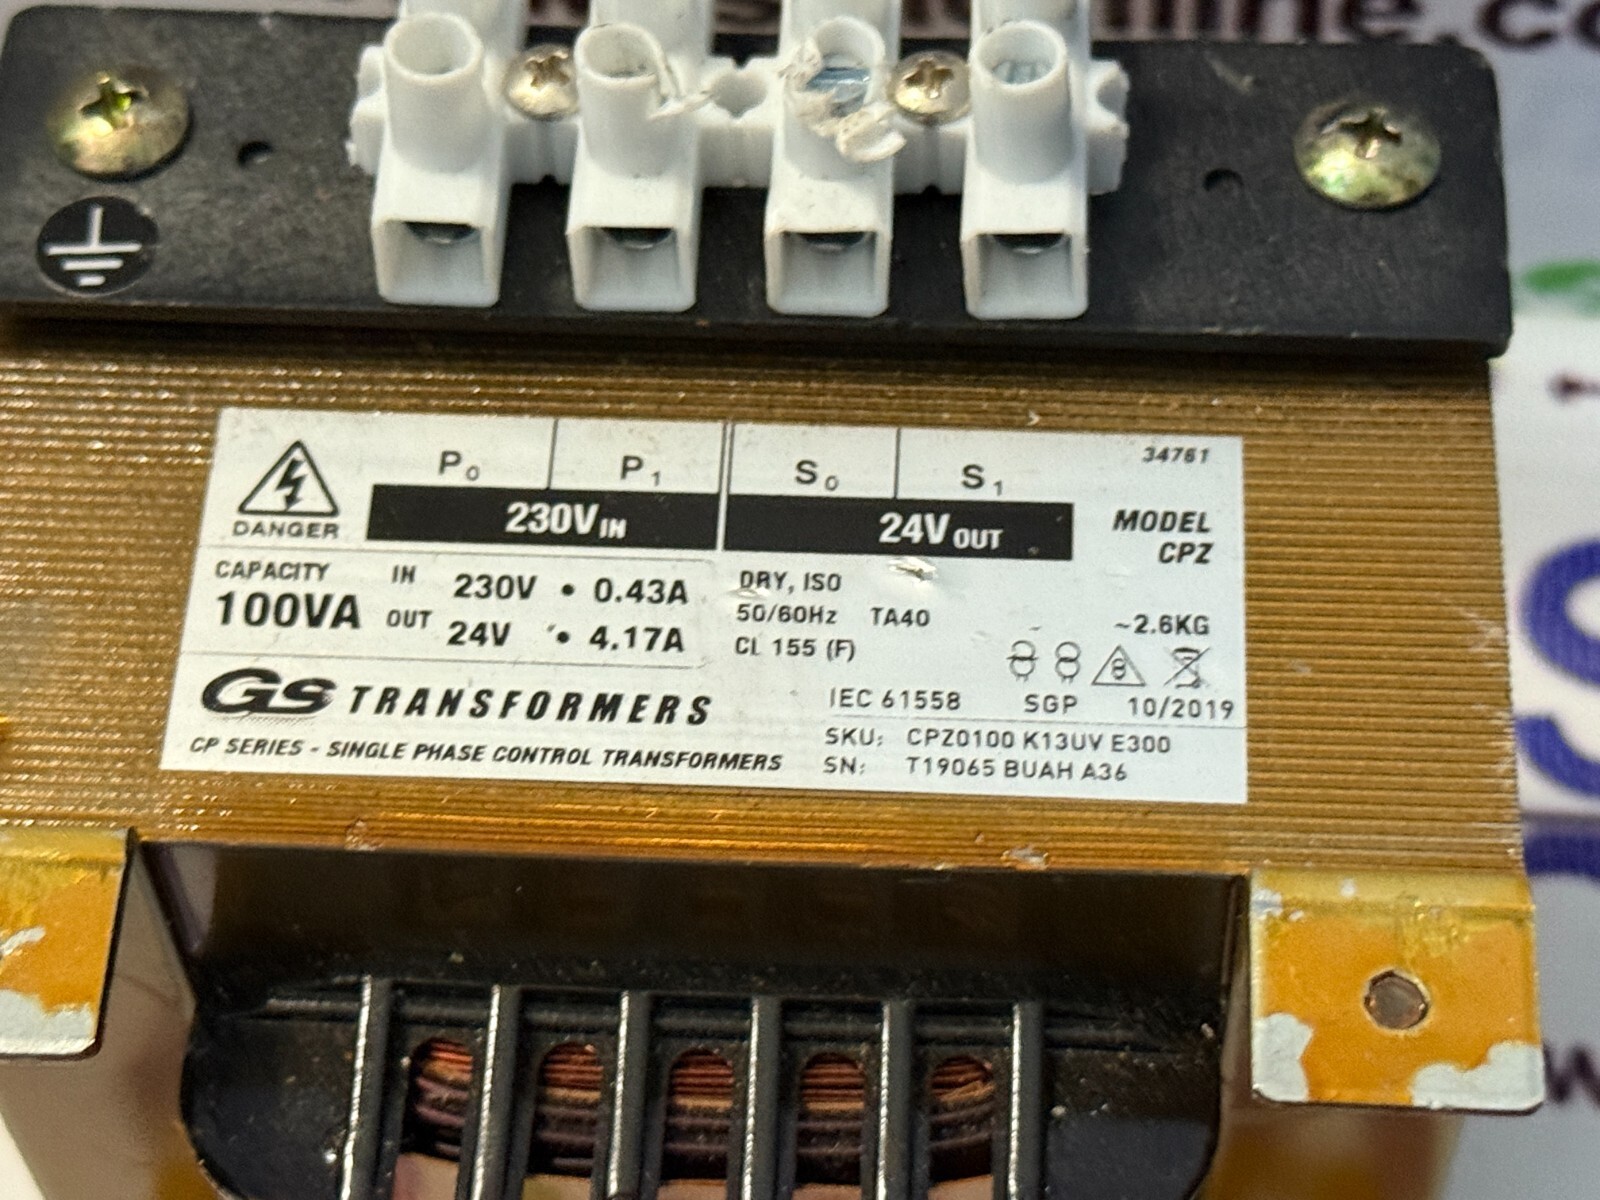 P0 P1 S0 S1 34761
230V IN 24V OUT
DANGER
MODEL
CPZ
CAPACITY
100VA
IN 230V • 0.43A
OUT 24V • 4.17A
DRY, ISO
50/60Hz TA40
CL 155 (F)
~2.6KG
IEC 61558 SGP 10/2019
GS TRANSFORMERS
CP SERIES - SINGLE PHASE CONTROL TRANSFORMERS
SKU: CPZ0100 K13UV E300
SN: T19065 BUAH A36